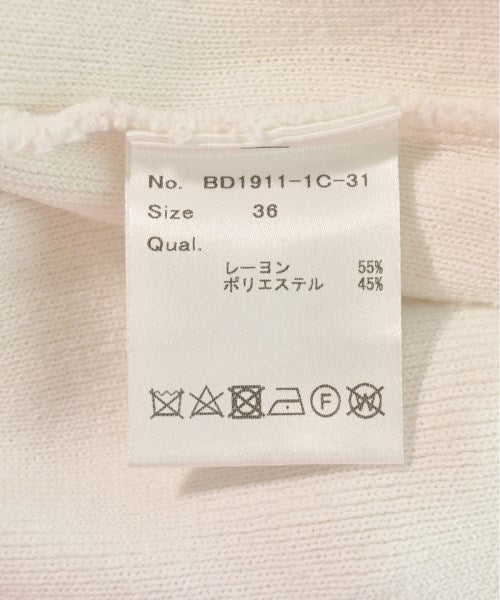 No. BD1911-1C-31
Size 36
Qual.
レーヨン 55%
ポリエステル 45%
F W